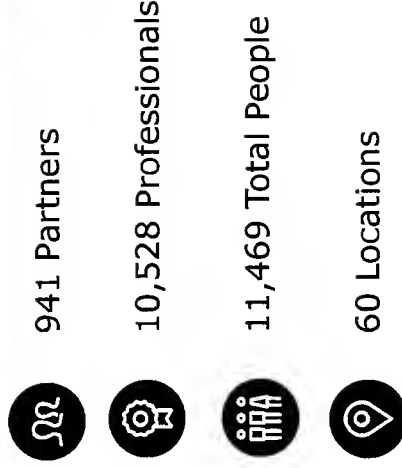 941 Partners
10,528 Professionals
11,469 Total People
60 Locations